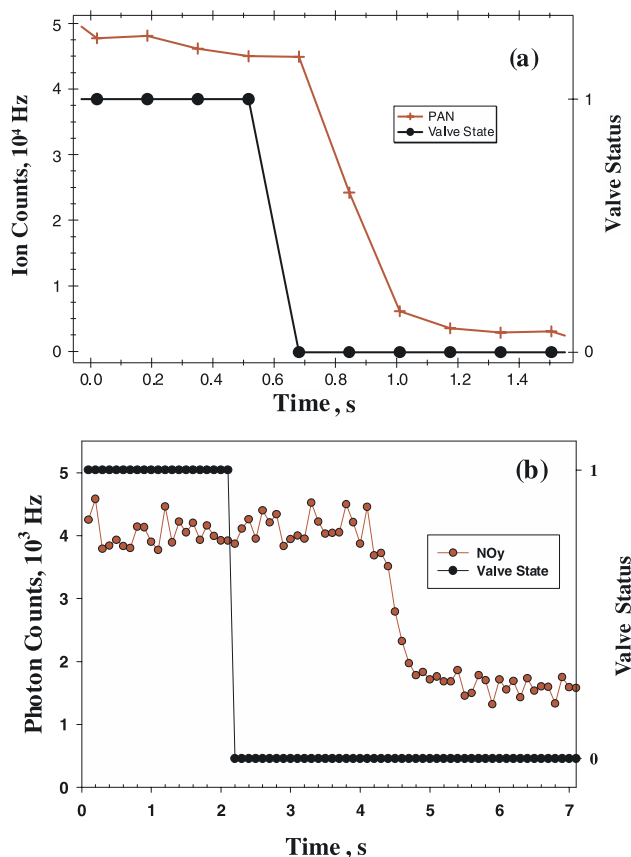 (a)
Ion Counts, 10⁴ Hz
5
4
3
2
1
0
PAN
Valve State
1
0
Valve Status
0.0 0.2 0.4 0.6 0.8 1.0 1.2 1.4
Time , s
(b)
Photon Counts, 10³ Hz
5
4
3
2
1
0
NOy
Valve State
1
0
Valve Status
0 1 2 3 4 5 6 7
Time , s